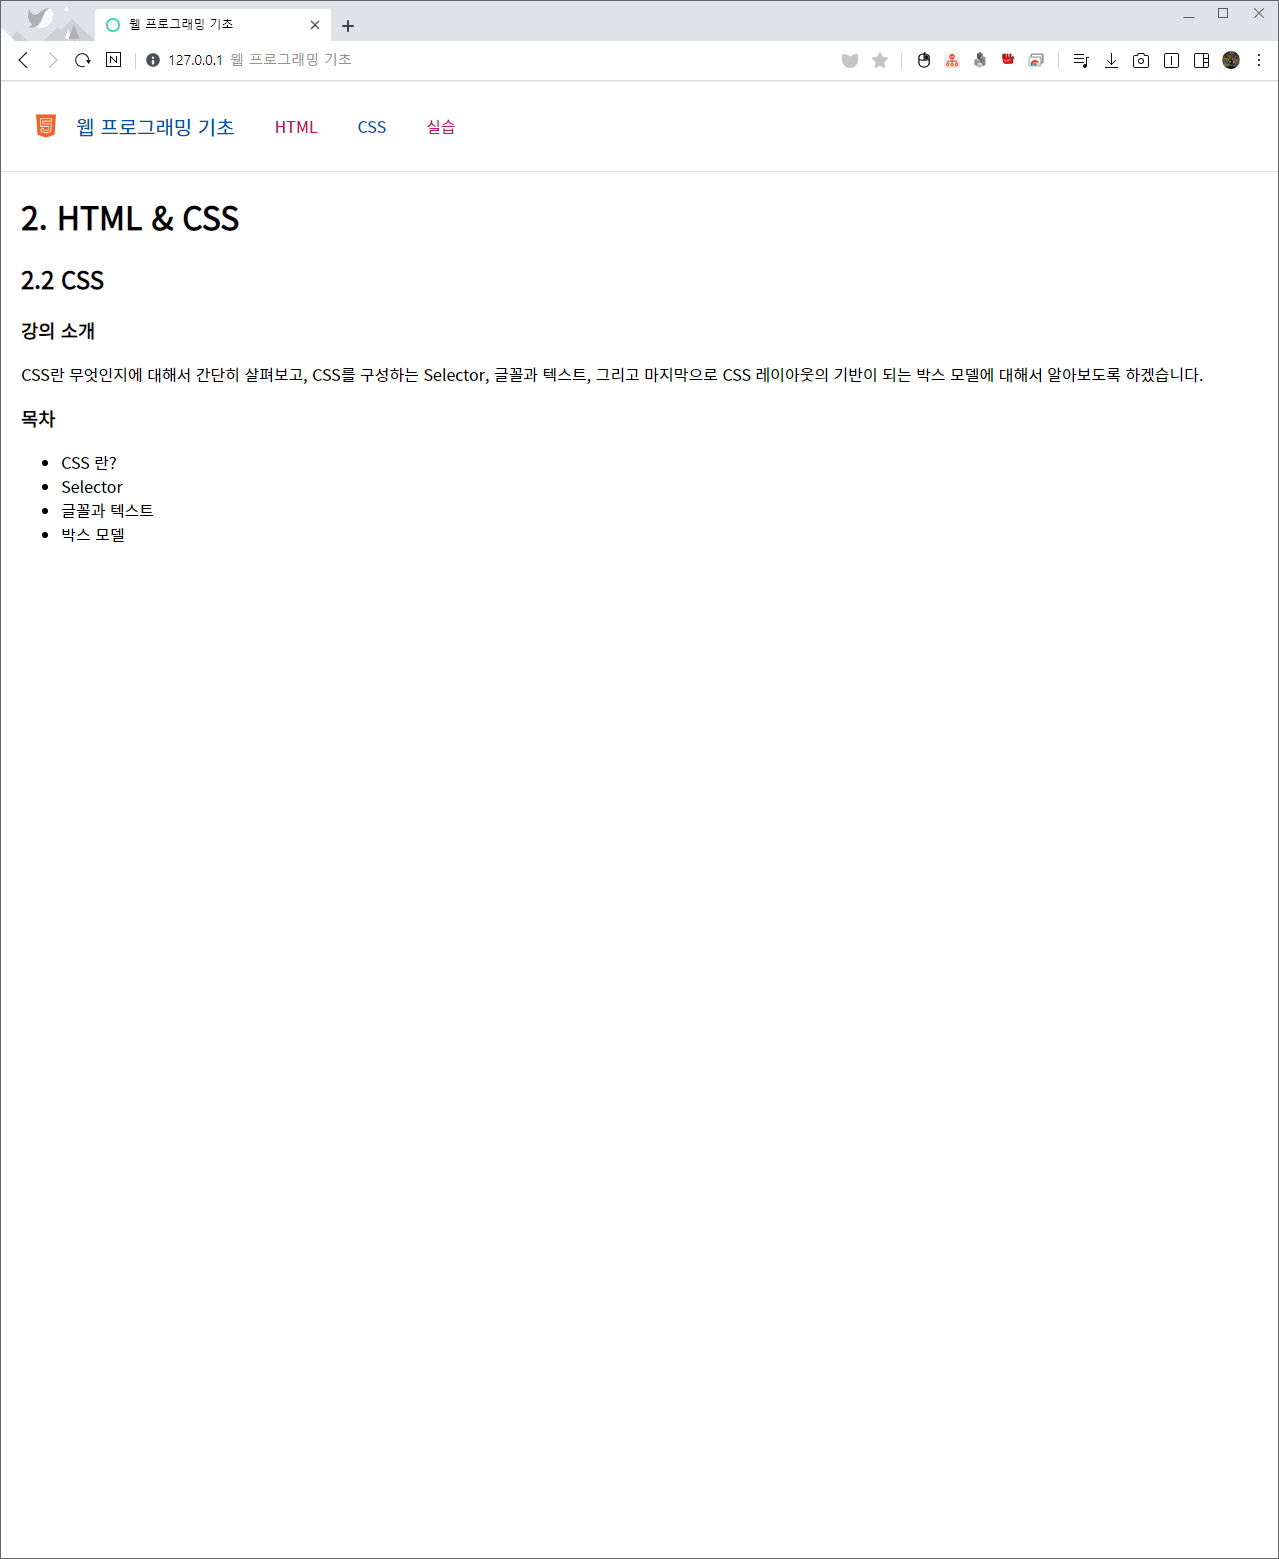 웹 프로그래밍 기초
N 127.0.0.1 웹 프로그래밍 기초
5 웹 프로그래밍 기초 HTML CSS 실습
2. HTML & CSS
2.2 CSS
강의 소개
CSS란 무엇인지에 대해서 간단히 살펴보고, CSS를 구성하는 Selector, 글꼴과 텍스트, 그리고 마지막으로 CSS 레이아웃의 기반이 되는 박스 모델에 대해서 알아보도록 하겠습니다.
목차
• CSS 란?
• Selector
• 글꼴과 텍스트
• 박스 모델